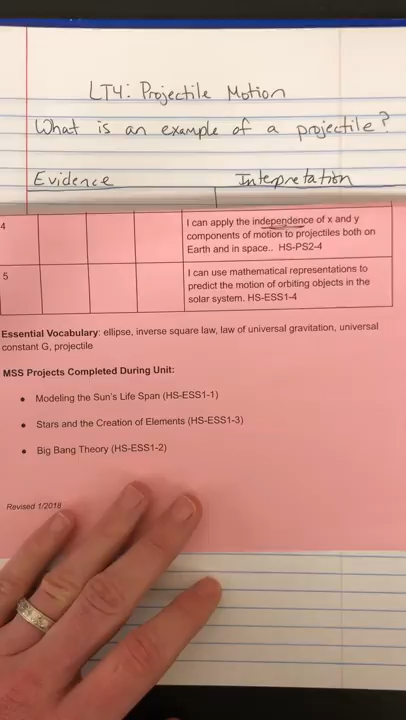 LT4: Projectile Motion
What is an example of a projectile?
Evidence
Interpretation
4
I can apply the independence of x and y
components of motion to projectiles both on
Earth and in space.. HS-PS2-4
5
I can use mathematical representations to
predict the motion of orbiting objects in the
solar system. HS-ESS1-4
Essential Vocabulary: ellipse, inverse square law, law of universal gravitation, universal
constant G, projectile
MSS Projects Completed During Unit:
• Modeling the Sun's Life Span (HS-ESS1-1)
• Stars and the Creation of Elements (HS-ESS1-3)
• Big Bang Theory (HS-ESS1-2)
Revised 1/2018